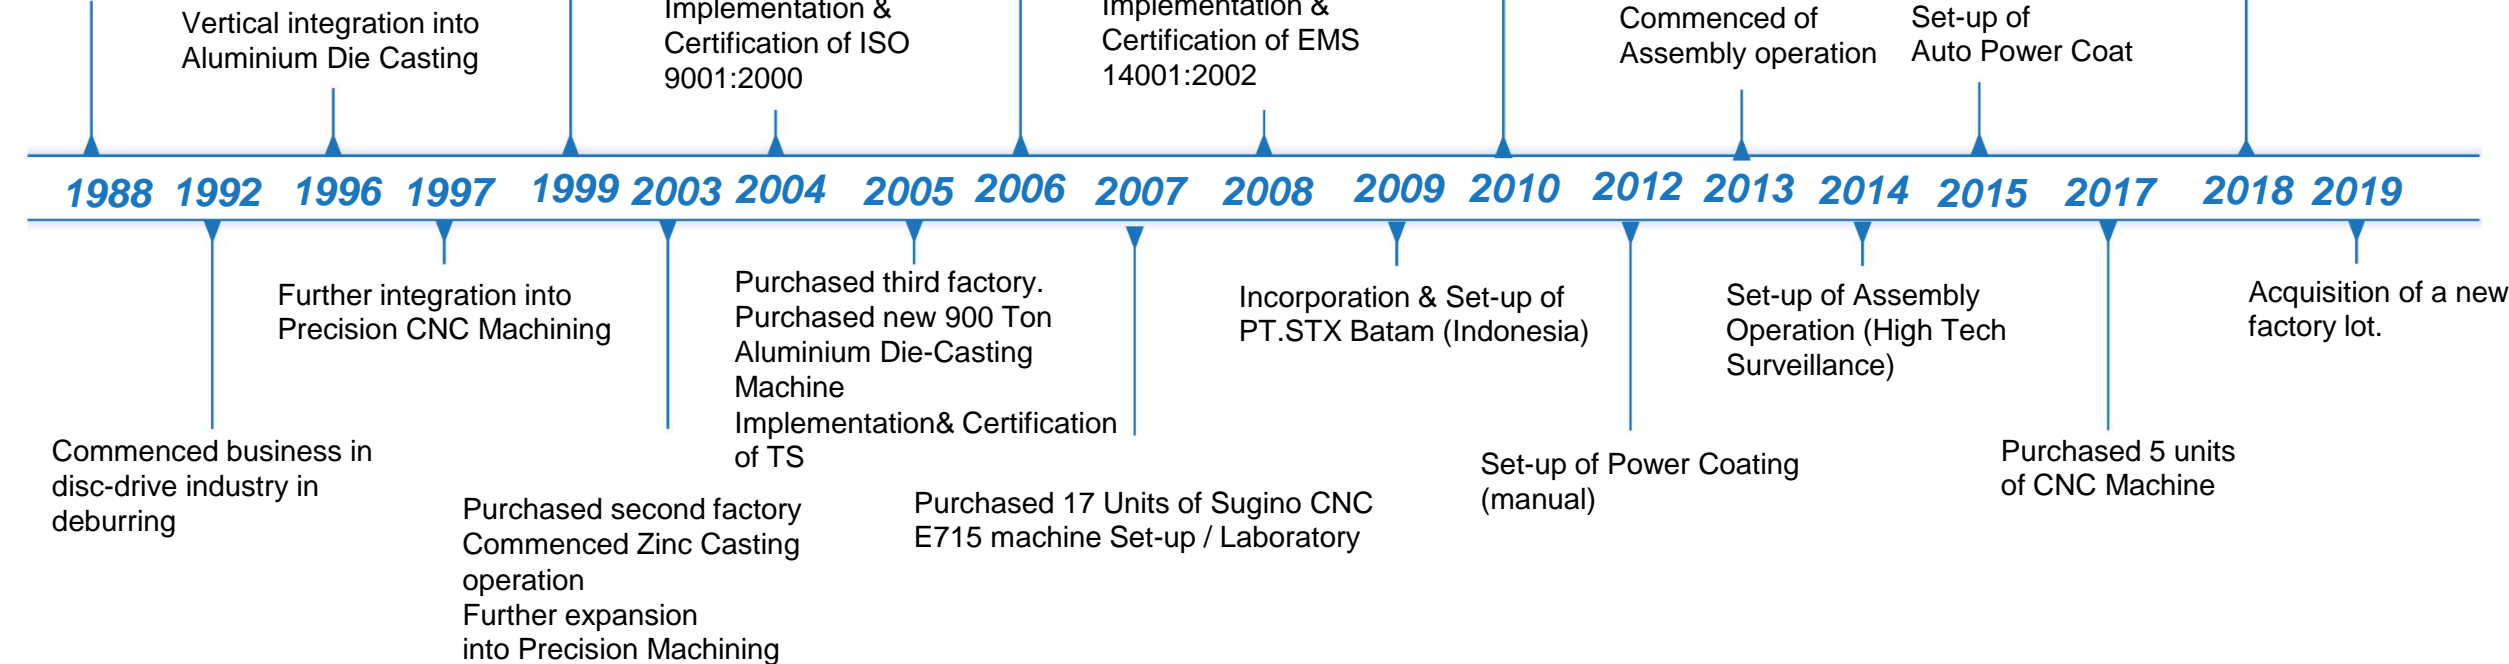 Vertical integration into
Aluminium Die Casting
Implementation &
Certification of ISO
9001:2000
Implementation &
Certification of EMS
14001:2002
Commenced of
Assembly operation
Set-up of
Auto Power Coat
1988 1992 1996 1997 1999 2003 2004 2005 2006 2007 2008 2009 2010 2012 2013 2014 2015 2017 2018 2019
Commenced business in
disc-drive industry in
deburring
Further integration into
Precision CNC Machining
Purchased second factory
Commenced Zinc Casting
operation
Further expansion
into Precision Machining
Purchased third factory.
Purchased new 900 Ton
Aluminium Die-Casting
Machine
Implementation& Certification
of TS
Purchased 17 Units of Sugino CNC
E715 machine Set-up / Laboratory
Incorporation & Set-up of
PT.STX Batam (Indonesia)
Set-up of Power Coating
(manual)
Set-up of Assembly
Operation (High Tech
Surveillance)
Purchased 5 units
of CNC Machine
Acquisition of a new
factory lot.